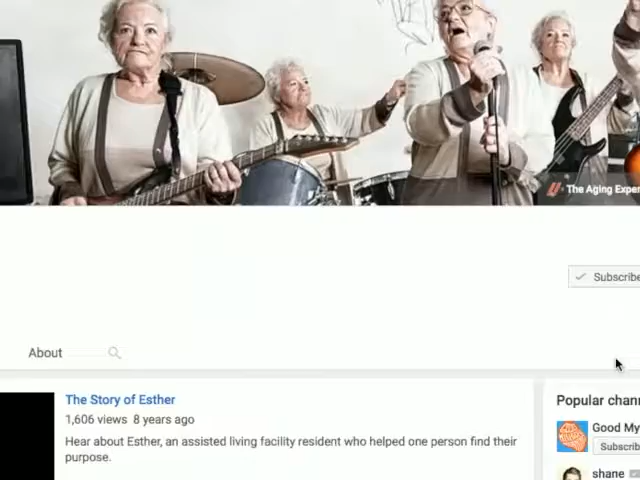 The Aging Exper
Subscribe
About
The Story of Esther
1,606 views 8 years ago
Hear about Esther, an assisted living facility resident who helped one person find their
purpose.
Popular chann
Good My
Subscrib
shane